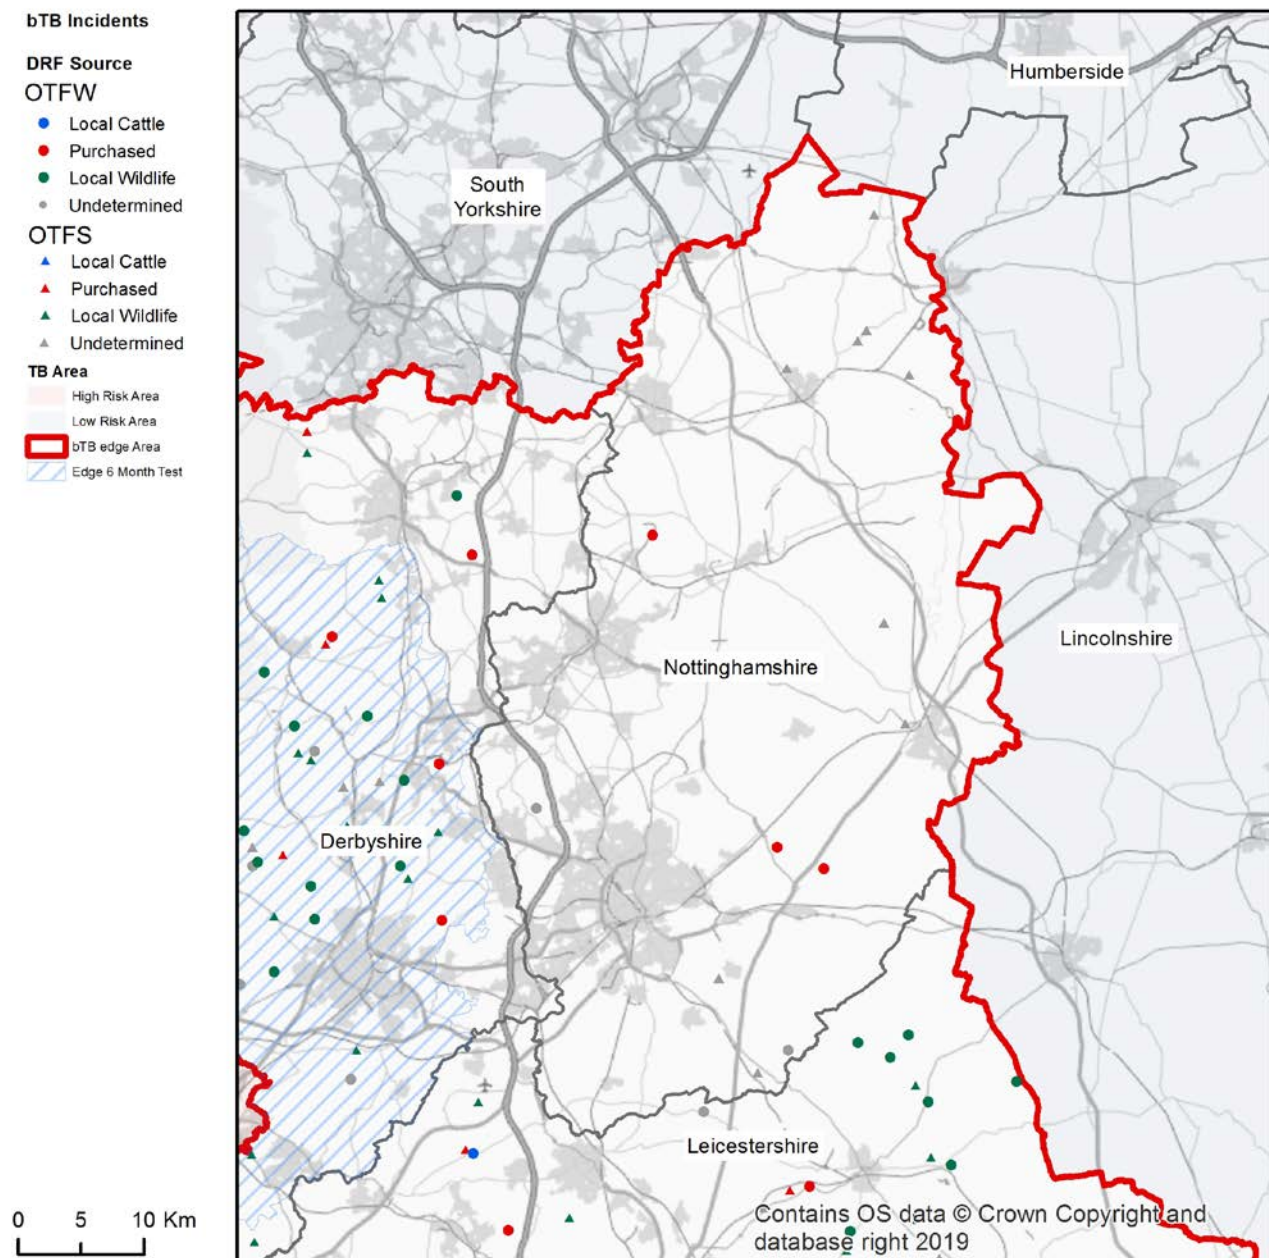 bTB Incidents
DRF Source
OTFW
Local Cattle
Purchased
Local Wildlife
Undetermined
OTFS
Local Cattle
Purchased
Local Wildlife
Undetermined
TB Area
High Risk Area
Low Risk Area
bTB edge Area
Edge 6 Month Test
0 5 10 Km
Humberside
South
Yorkshire
Lincolnshire
Nottinghamshire
Derbyshire
Leicestershire
Contains OS data © Crown Copyright and
database right 2019